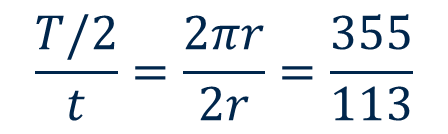 T/2 / t = 2πr / 2r = 355 / 113